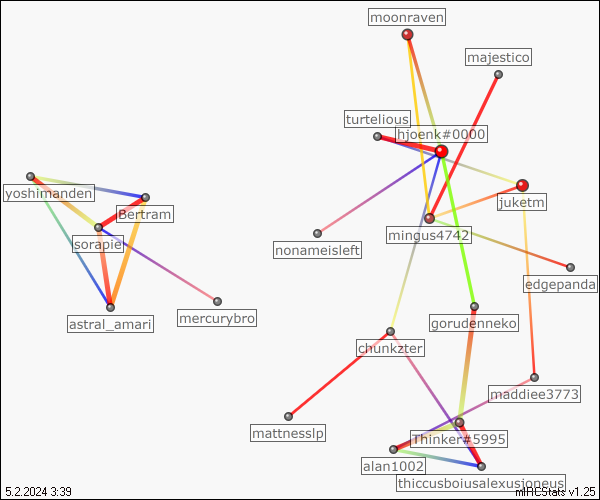 moonraven
majestico
turtelious
hjoenk#0000
yoshimanden
juketm
Bertram
mingus4742
sorapie
nonameisleft
edgepanda
mercurybro
astral_amari
gorudenneko
chunkzter
maddiee3773
mattnesslp
Thinker#5995
alan1002
thiccusboiusalexusjoneus
5.2.2024 3:39
mIRCStats v1.25